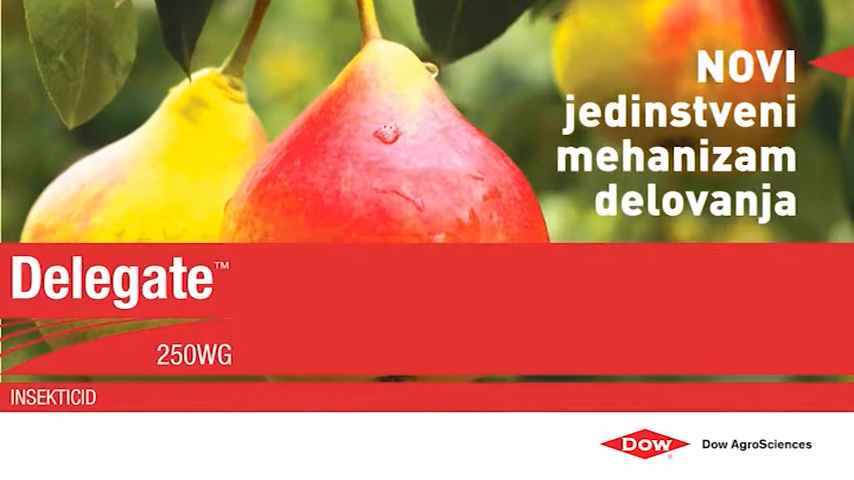 NOVI
jedinstveni
mehanizam
delovanja
Delegate™
250WG
INSEKTICID
DOW® Dow AgroSciences